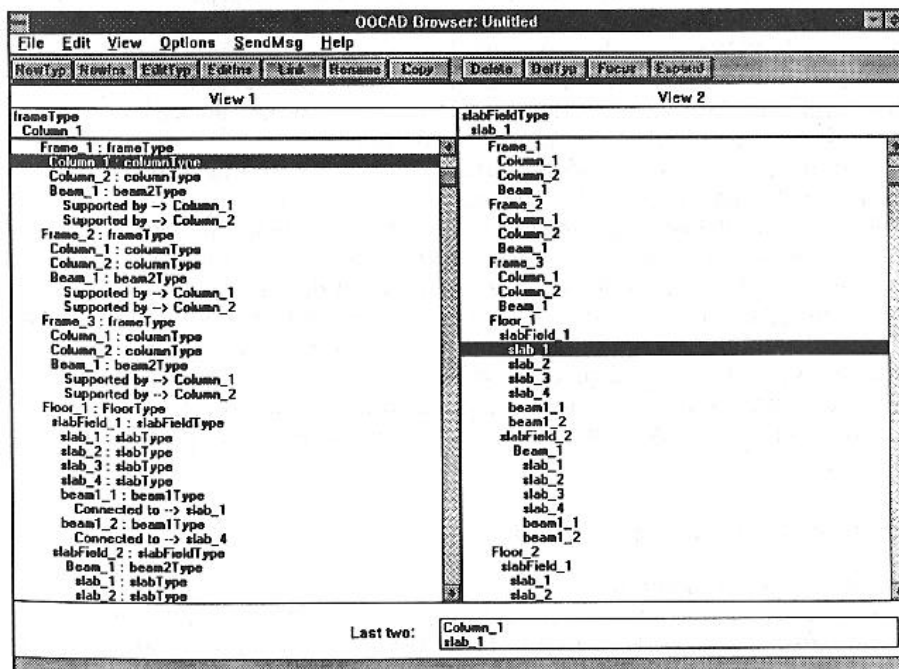 OOCAD Browser: Untitled
File Edit View Options SendMsg Help
NewTyp NewIns EditTyp EditIns Link Rename Copy Delete DelTyp Focus Expend
View 1
frameType
Column_1
Frame_1 : frameType
Column_1 : columnType
Column_2 : columnType
Beam_1 : beam2Type
Supported by --> Column_1
Supported by --> Column_2
Frame_2 : frameType
Column_1 : columnType
Column_2 : columnType
Beam_1 : beam2Type
Supported by --> Column_1
Supported by --> Column_2
Frame_3 : frameType
Column_1 : columnType
Column_2 : columnType
Beam_1 : beam2Type
Supported by --> Column_1
Supported by --> Column_2
Floor_1 : FloorType
slabField_1 : slabFieldType
slab_1 : slabType
slab_2 : slabType
slab_3 : slabType
slab_4 : slabType
beam1_1 : beam1Type
Connected to --> slab_1
beam1_2 : beam1Type
Connected to --> slab_4
slabField_2 : slabFieldType
Beam_1 : beam2Type
slab_1 : slabType
slab_2 : slabType
View 2
slabFieldType
slab_1
Frame_1
Column_1
Column_2
Beam_1
Frame_2
Column_1
Column_2
Beam_1
Frame_3
Column_1
Column_2
Beam_1
Floor_1
slabField_1
slab_1
slab_2
slab_3
slab_4
beam1_1
beam1_2
slabField_2
Beam_1
slab_1
slab_2
slab_3
slab_4
beam1_1
beam1_2
Floor_2
slabField_1
slab_1
slab_2
Last two:
Column_1
slab_1